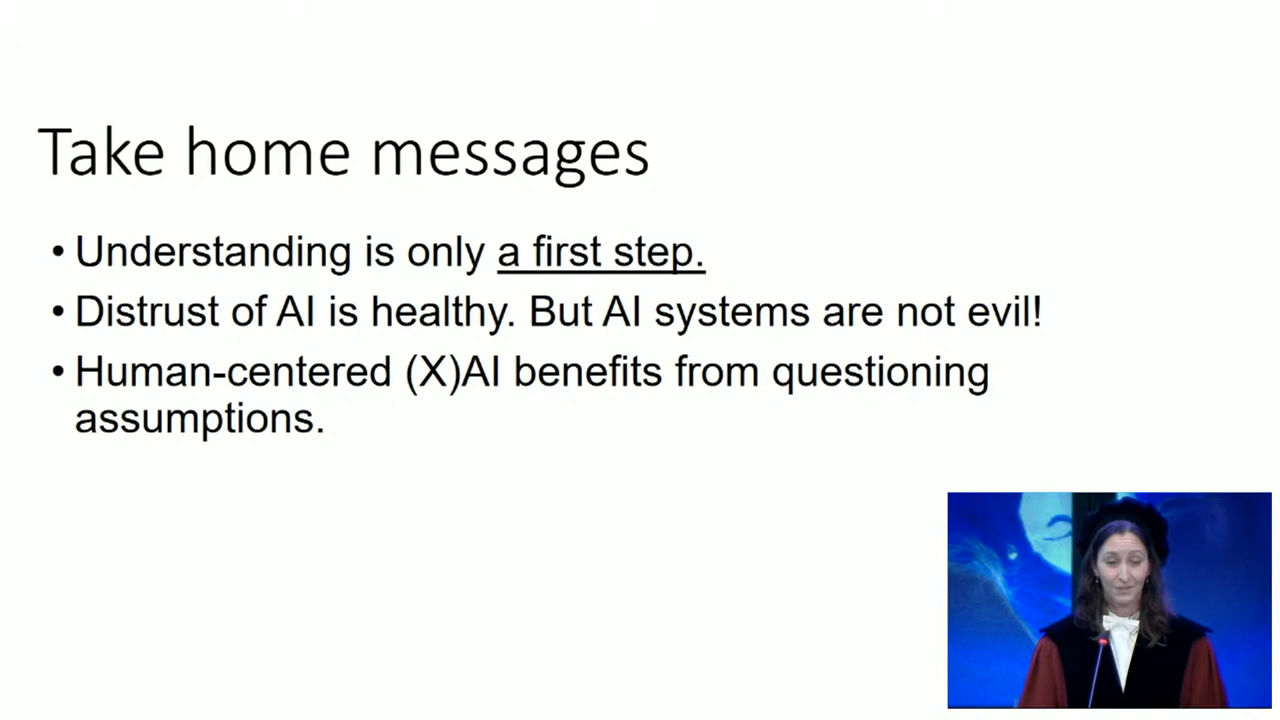 Take home messages
• Understanding is only a first step.
• Distrust of AI is healthy. But AI systems are not evil!
• Human-centered (X)AI benefits from questioning
assumptions.